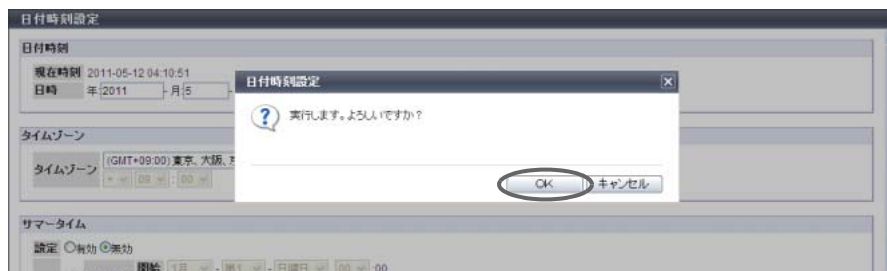 日付時刻設定
日付時刻
現在時刻 2011-05-12 04:10:51
日時 年:2011 - 月:5 -
日付時刻設定
実行します。よろしいですか?
OK キャンセル
タイムゾーン
タイムゾーン (GMT+09:00) 東京、大阪、
+ 09 : 00
サマータイム
設定 有効 無効
開始 1月 - 第1 - 日曜日 00 :00